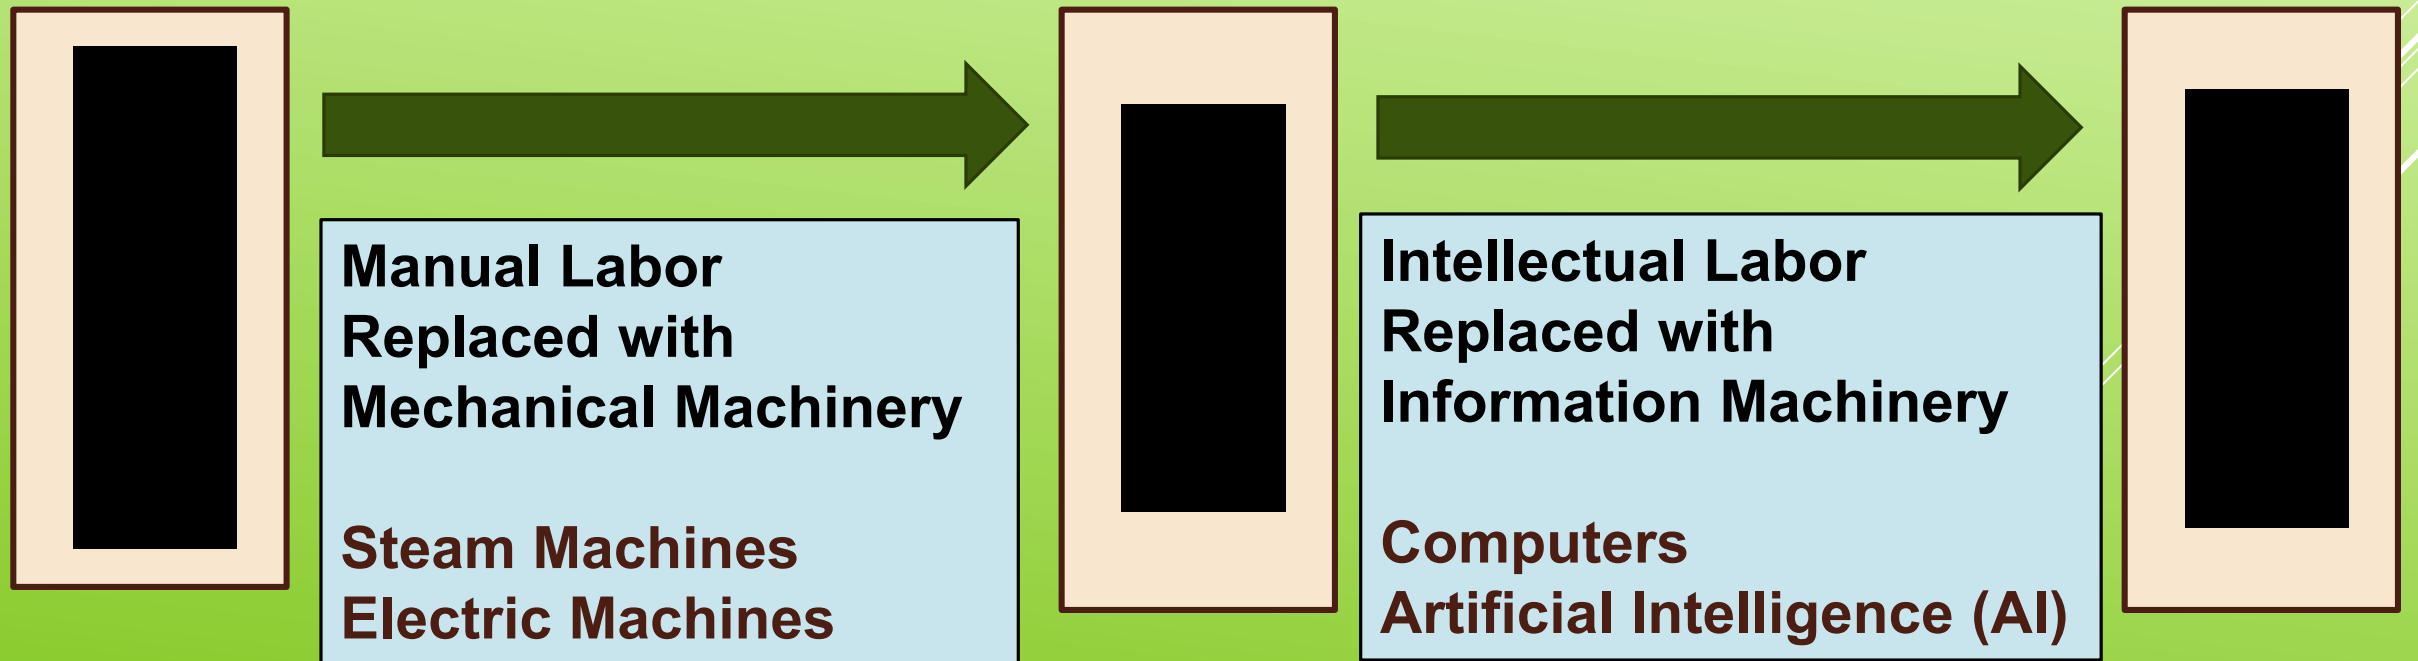 Manual Labor
Replaced with
Mechanical Machinery
Steam Machines
Electric Machines
Intellectual Labor
Replaced with
Information Machinery
Computers
Artificial Intelligence (AI)